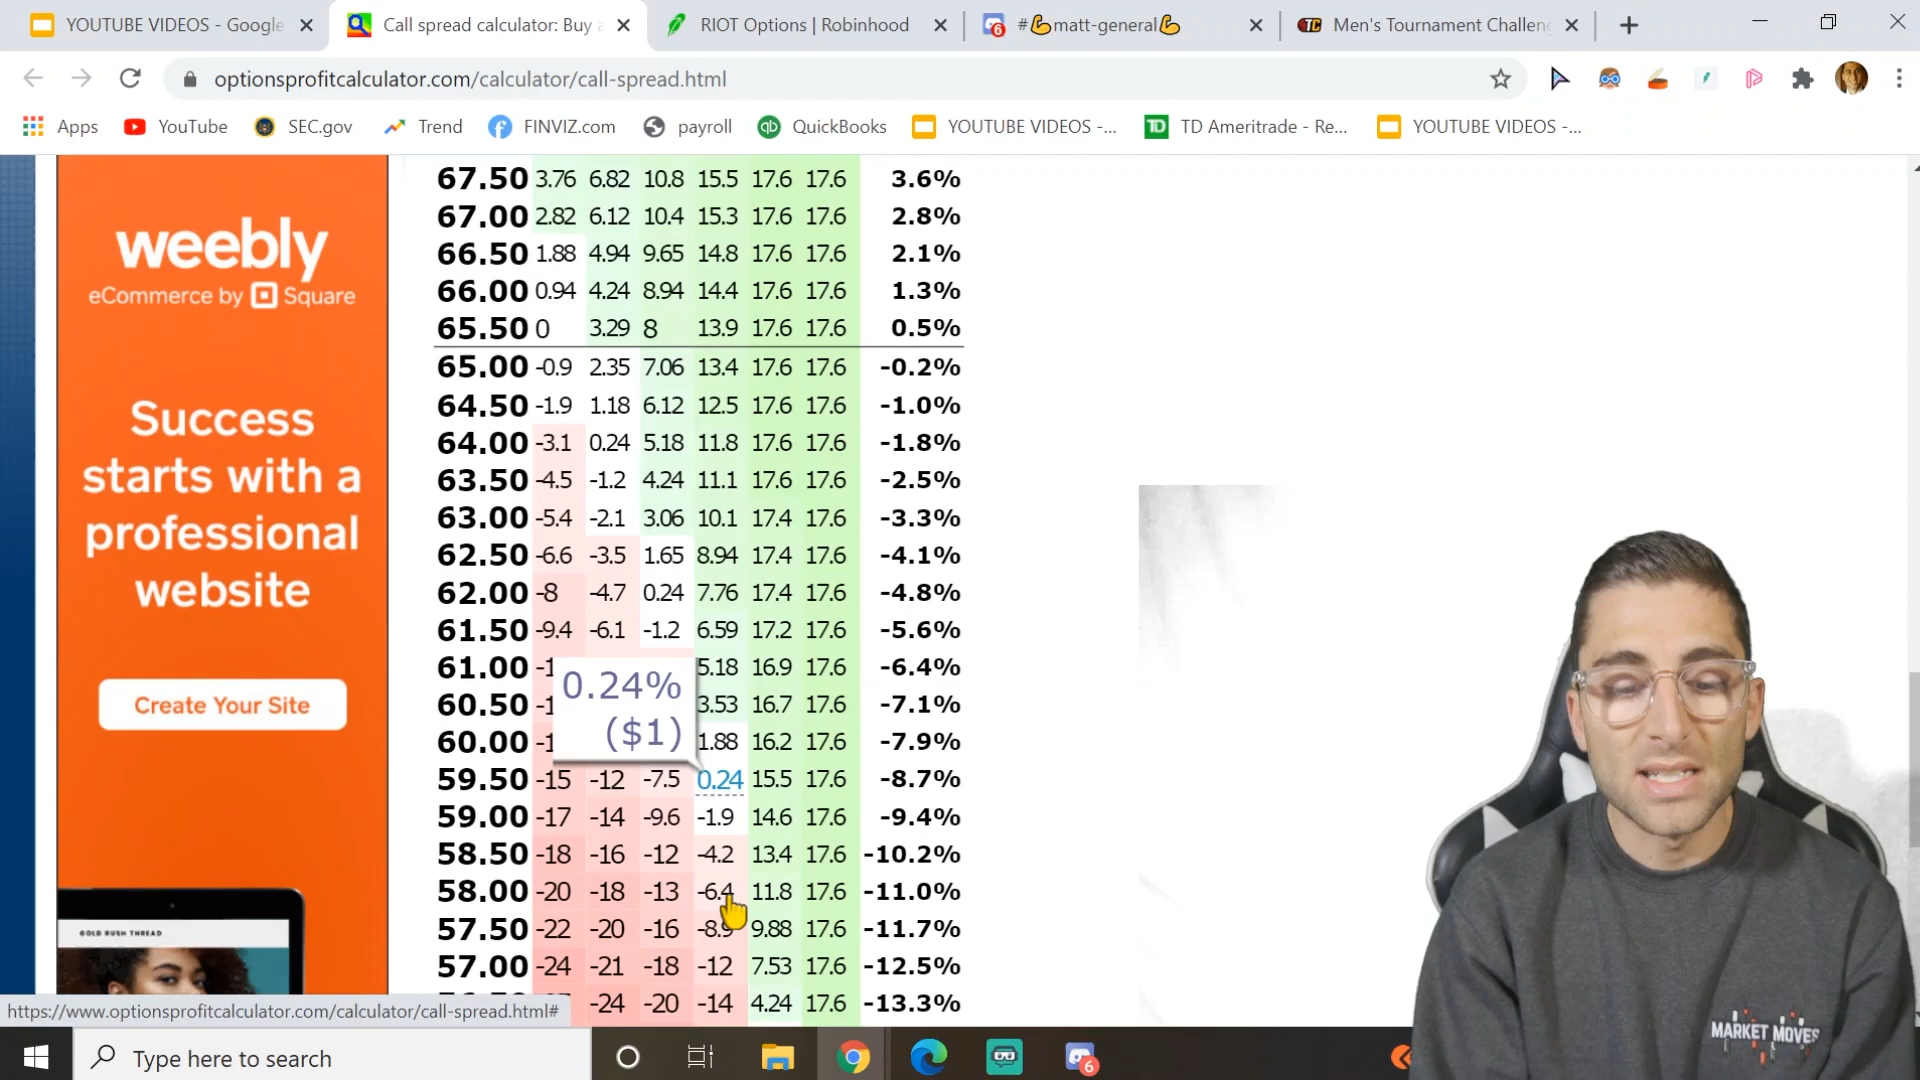 YOUTUBE VIDEOS - Google
Call spread calculator: Buy a
RIOT Options | Robinhood
#💪matt-general💪
Men's Tournament Challen
optionsprofitcalculator.com/calculator/call-spread.html
Apps
YouTube
SEC.gov
Trend
FINVIZ.com
payroll
QuickBooks
YOUTUBE VIDEOS -...
TD Ameritrade - Re...
YOUTUBE VIDEOS -...
weebly
eCommerce by Square
Success
starts with a
professional
website
Create Your Site
GOLD RUSH THREAD
67.50 3.76 6.82 10.8 15.5 17.6 17.6 3.6%
67.00 2.82 6.12 10.4 15.3 17.6 17.6 2.8%
66.50 1.88 4.94 9.65 14.8 17.6 17.6 2.1%
66.00 0.94 4.24 8.94 14.4 17.6 17.6 1.3%
65.50 0 3.29 8 13.9 17.6 17.6 0.5%
65.00 -0.9 2.35 7.06 13.4 17.6 17.6 -0.2%
64.50 -1.9 1.18 6.12 12.5 17.6 17.6 -1.0%
64.00 -3.1 0.24 5.18 11.8 17.6 17.6 -1.8%
63.50 -4.5 -1.2 4.24 11.1 17.6 17.6 -2.5%
63.00 -5.4 -2.1 3.06 10.1 17.4 17.6 -3.3%
62.50 -6.6 -3.5 1.65 8.94 17.4 17.6 -4.1%
62.00 -8 -4.7 0.24 7.76 17.4 17.6 -4.8%
61.50 -9.4 -6.1 -1.2 6.59 17.2 17.6 -5.6%
61.00 5.18 16.9 17.6 -6.4%
60.50 3.53 16.7 17.6 -7.1%
60.00 1.88 16.2 17.6 -7.9%
0.24%
($1)
59.50 -15 -12 -7.5 0.24 15.5 17.6 -8.7%
59.00 -17 -14 -9.6 -1.9 14.6 17.6 -9.4%
58.50 -18 -16 -12 -4.2 13.4 17.6 -10.2%
58.00 -20 -18 -13 -6.4 11.8 17.6 -11.0%
57.50 -22 -20 -16 -8.9 9.88 17.6 -11.7%
57.00 -24 -21 -18 -12 7.53 17.6 -12.5%
-24 -20 -14 4.24 17.6 -13.3%
https://www.optionsprofitcalculator.com/calculator/call-spread.html#
MARKET MOVES
Type here to search
6
6